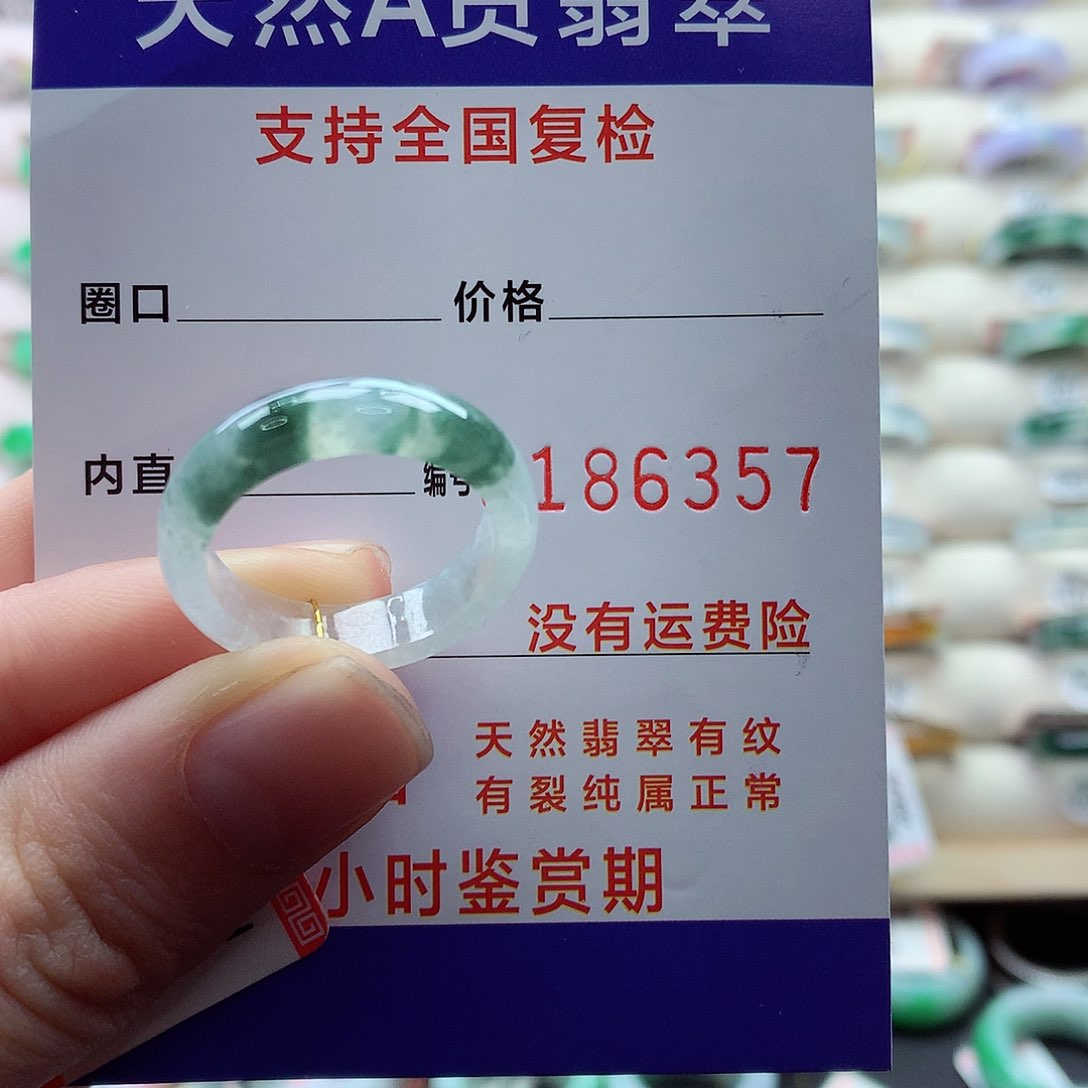 天然A货翡翠
支持全国复检
圈口 价格
内直 编号 186357
没有运费险
天然翡翠有纹
有裂纯属正常
小时鉴赏期